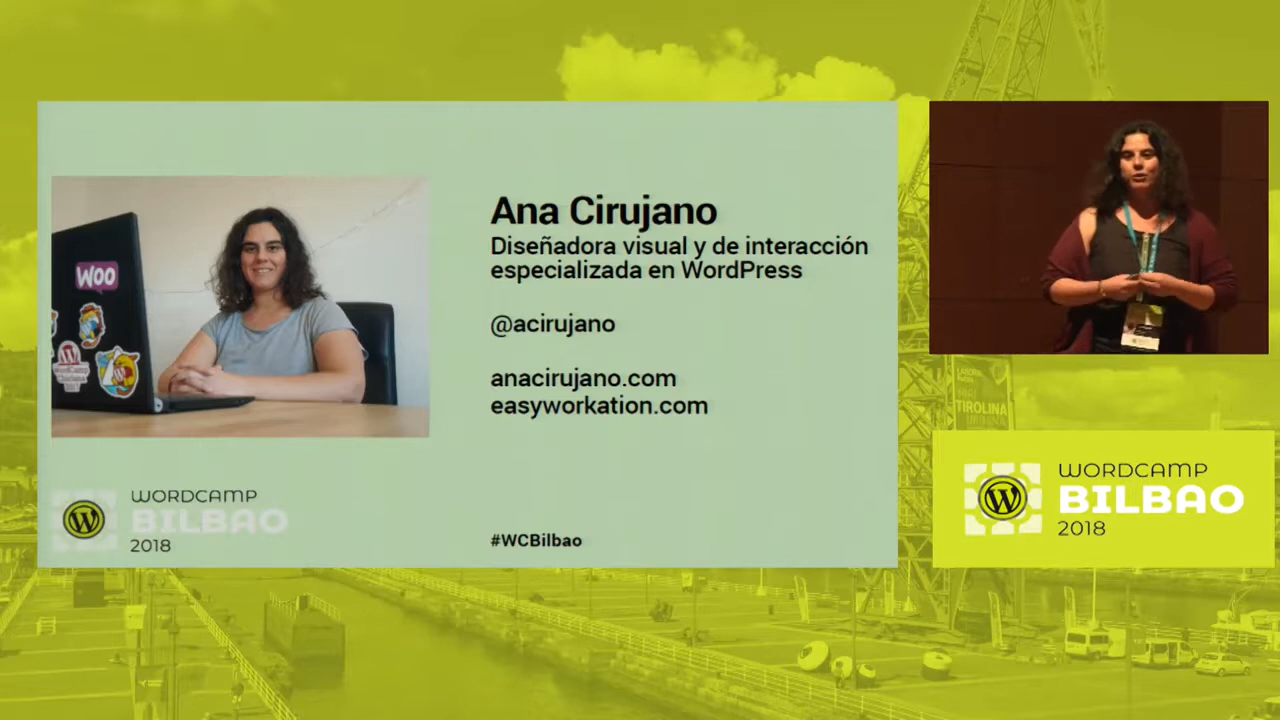 Ana Cirujano
Diseñadora visual y de interacción
especializada en WordPress
@acirujano
anacirujano.com
easyworkation.com
#WCBilbao
WOO
WORDCAMP
BILBAO
2018
TIROLINA
WORDCAMP
BILBAO
2018